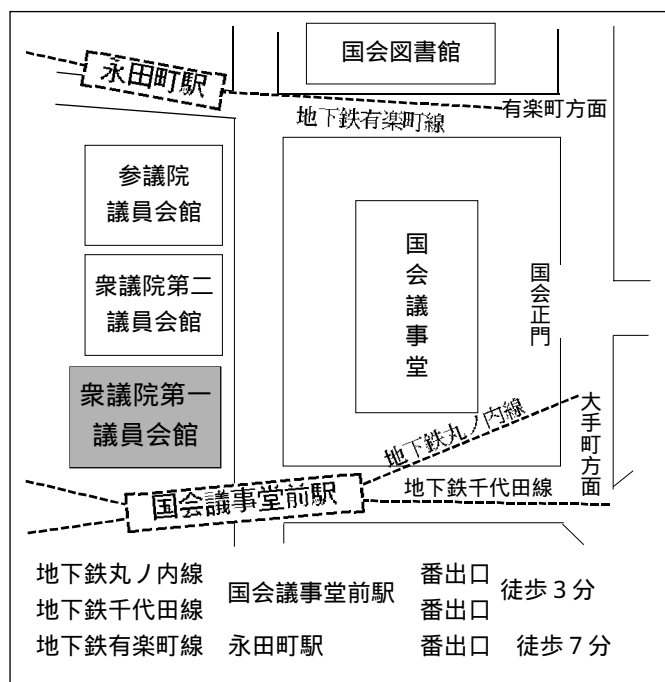 国会図書館
永田町駅
有楽町方面
地下鉄有楽町線
参議院
議員会館
衆議院第二
議員会館
国会議事堂
国会正門
衆議院第一
議員会館
大手町方面
地下鉄丸ノ内線
国会議事堂前駅
地下鉄千代田線
地下鉄丸ノ内線
地下鉄千代田線
国会議事堂前駅
番出口
番出口
徒歩3分
地下鉄有楽町線 永田町駅 番出口 徒歩7分